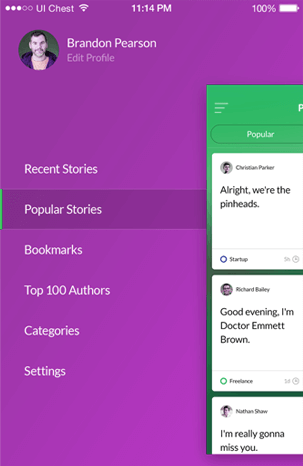 UI Chest 11:14 PM 100%
Brandon Pearson
Edit Profile
Recent Stories
Popular Stories
Bookmarks
Top 100 Authors
Categories
Settings
P
Popular
Christian Parker
Alright, we're the
pinheads.
Startup 5h
Richard Bailey
Good evening, I'm
Doctor Emmett
Brown.
Freelance
Nathan Shaw
I'm really gonna
miss you.